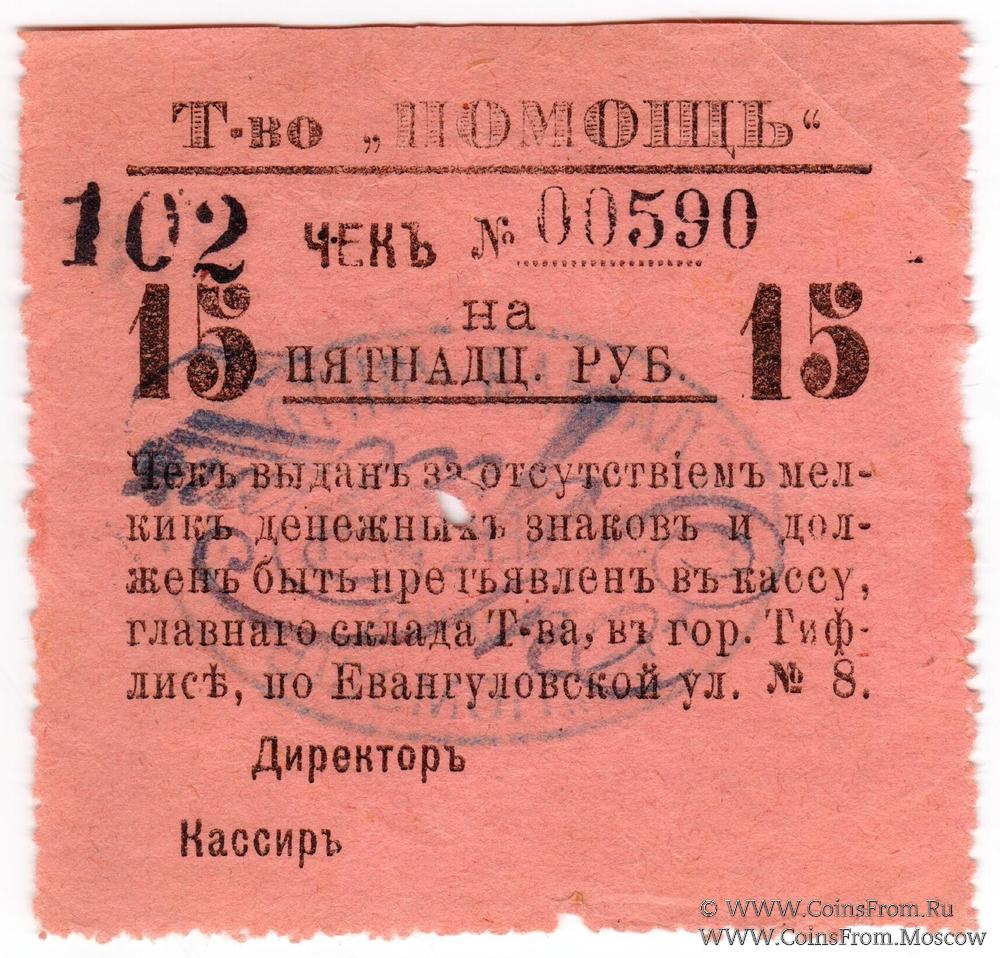 Т-во „ПОМОЩЬ“
102
ЧЕКЪ № 00590
15 на 15
ПЯТНАДЦ. РУБ.
Чекъ выданъ за отсутствіемъ мел-
кикъ денежныхъ знаковъ и дол-
женъ быть предъявленъ въ кассу,
главнаго склада Т-ва, въ гор. Тиф-
лисѣ, по Евангуловской ул. № 8.
Директоръ
Кассиръ
© WWW.CoinsFrom.Ru
WWW.CoinsFrom.Moscow